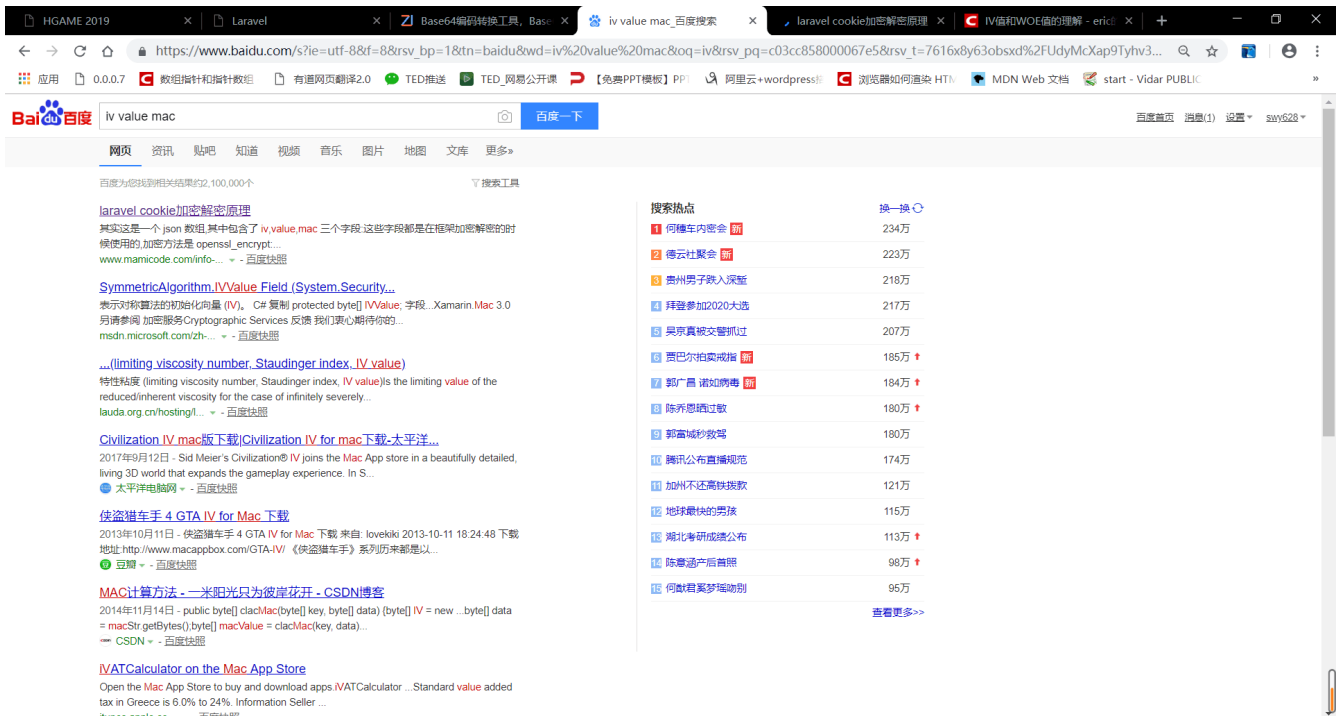 HGAME 2019
Laravel
Base64编码转换工具，Base
iv value mac_百度搜索
laravel cookie加密解密原理
IV值和WOE值的理解 - eric
https://www.baidu.com/s?ie=utf-8&f=8&rsv_bp=1&tn=baidu&wd=iv%20value%20mac&oq=iv&rsv_pq=c03cc858000067e5&rsv_t=7616x8y63obsxd%2FUdyMcXap9Tyhv3...
应用
0.0.0.7
数组指针和指针数组
有道网页翻译2.0
TED推送
TED_网易公开课
【免费PPT模板】PP
阿里云+wordpress
浏览器如何渲染 HTM
MDN Web 文档
start - Vidar PUBLIC
»
Bai du 百度
iv value mac
百度一下
百度首页 消息(1) 设置 swy628
网页 资讯 贴吧 知道 视频 音乐 图片 地图 文库 更多»
百度为您找到相关结果约2,100,000个
搜索工具
laravel cookie加密解密原理
其实这是一个 json 数组,其中包含了 iv,value,mac 三个字段:这些字段都是在框架加密解密的时
候使用的,加密方法是 openssl_encrypt:...
www.mamicode.com/info-... - 百度快照
SymmetricAlgorithm.IVValue Field (System.Security...
表示对称算法的初始化向量 (IV)。 C# 复制 protected byte[] IVValue; 字段...Xamarin.Mac 3.0
另请参阅 加密服务Cryptographic Services 反馈 我们衷心期待你的...
msdn.microsoft.com/zh-... - 百度快照
...(limiting viscosity number, Staudinger index, IV value)
特性粘度 (limiting viscosity number, Staudinger index, IV value)Is the limiting value of the
reduced/inherent viscosity for the case of infinitely severely...
lauda.org.cn/hosting/l... - 百度快照
Civilization IV mac版下载|Civilization IV for mac下载-太平洋...
2017年9月12日 - Sid Meier's Civilization® IV joins the Mac App store in a beautifully detailed,
living 3D world that expands the gameplay experience. In S...
太平洋电脑网 - 百度快照
侠盗猎车手 4 GTA IV for Mac 下载
2013年10月11日 - 侠盗猎车手 4 GTA IV for Mac 下载 来自: lovekiki 2013-10-11 18:24:48 下载
地址:http://www.macappbox.com/GTA-IV/ 《侠盗猎车手》系列历来都是以...
豆瓣 - 百度快照
MAC计算方法 - 一米阳光只为彼岸花开 - CSDN博客
2014年11月14日 - public byte[] clacMac(byte[] key, byte[] data) {byte[] IV = new ...byte[] data
= macStr.getBytes();byte[] macValue = clacMac(key, data)...
CSDN - 百度快照
iVATCalculator on the Mac App Store
Open the Mac App Store to buy and download apps.iVATCalculator ...Standard value added
tax in Greece is 6.0% to 24%. Information Seller ...
搜索热点 换一换
1 何穗车内密会 新 234万
2 德云社聚会 新 223万
3 贵州男子跌入深堑 218万
4 拜登参加2020大选 217万
5 吴京真被交警抓过 207万
6 贾巴尔拍卖戒指 新 185万
7 郭广昌 诺如病毒 新 184万
8 陈乔恩晒过敏 180万
9 郭富城秒救驾 180万
10 腾讯公布直播规范 174万
11 加州不还高铁拨款 121万
12 地球最快的男孩 115万
13 湖北考研成绩公布 113万
14 陈意涵产后首照 98万
15 何猷君奚梦瑶吻别 95万
查看更多>>